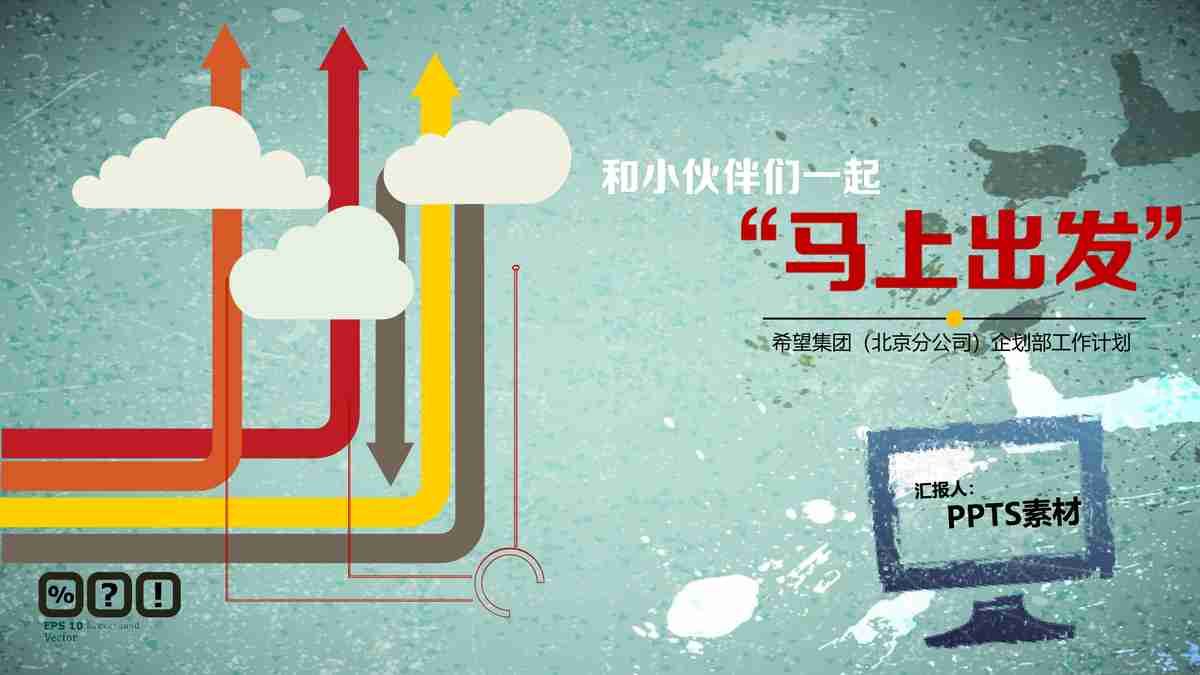 和小伙伴们一起
“马上出发”
希望集团（北京分公司）企划部工作计划
汇报人：
PPTS素材
% ? !
EPS 10 Background
Vector